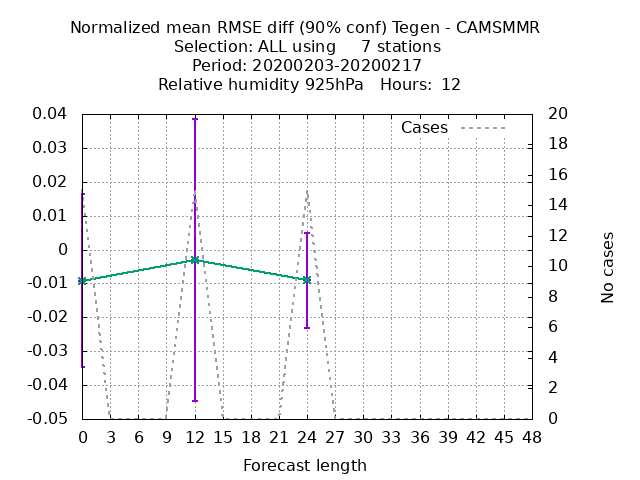 Normalized mean RMSE diff (90% conf) Tegen - CAMSMMR
Selection: ALL using     7 stations
Period: 20200203-20200217
Relative humidity 925hPa   Hours:  12
Cases
0.04
0.03
0.02
0.01
0
-0.01
-0.02
-0.03
-0.04
-0.05
20
18
16
14
12
10
8
6
4
2
0
No cases
0 3 6 9 12 15 18 21 24 27 30 33 36 39 42 45 48
Forecast length